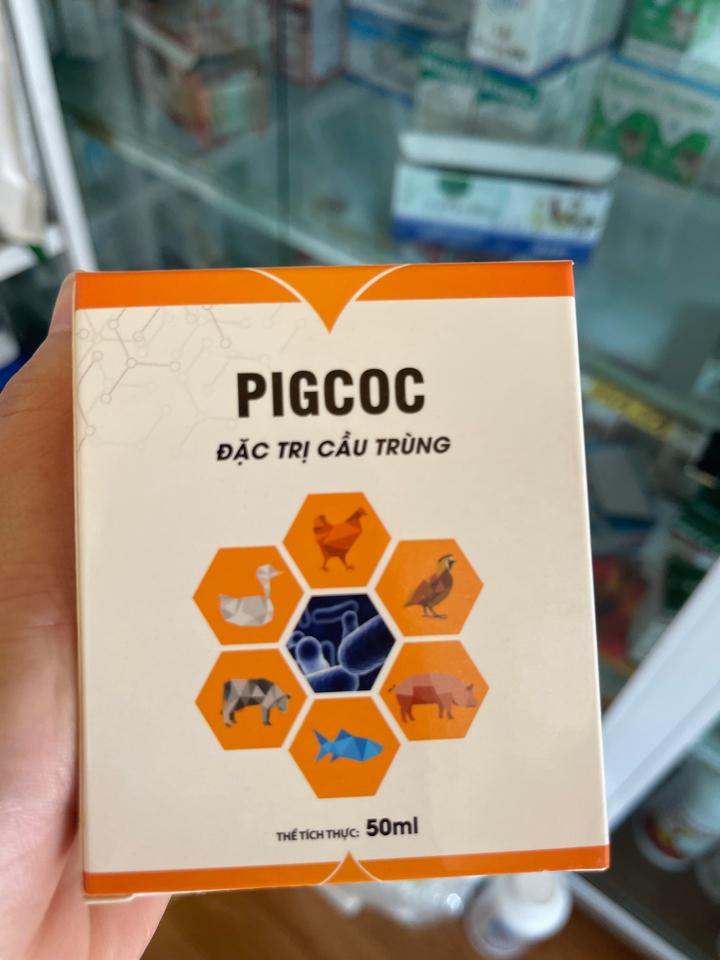 PIGCOC
ĐẶC TRỊ CẦU TRÙNG
THỂ TÍCH THỰC: 50ml